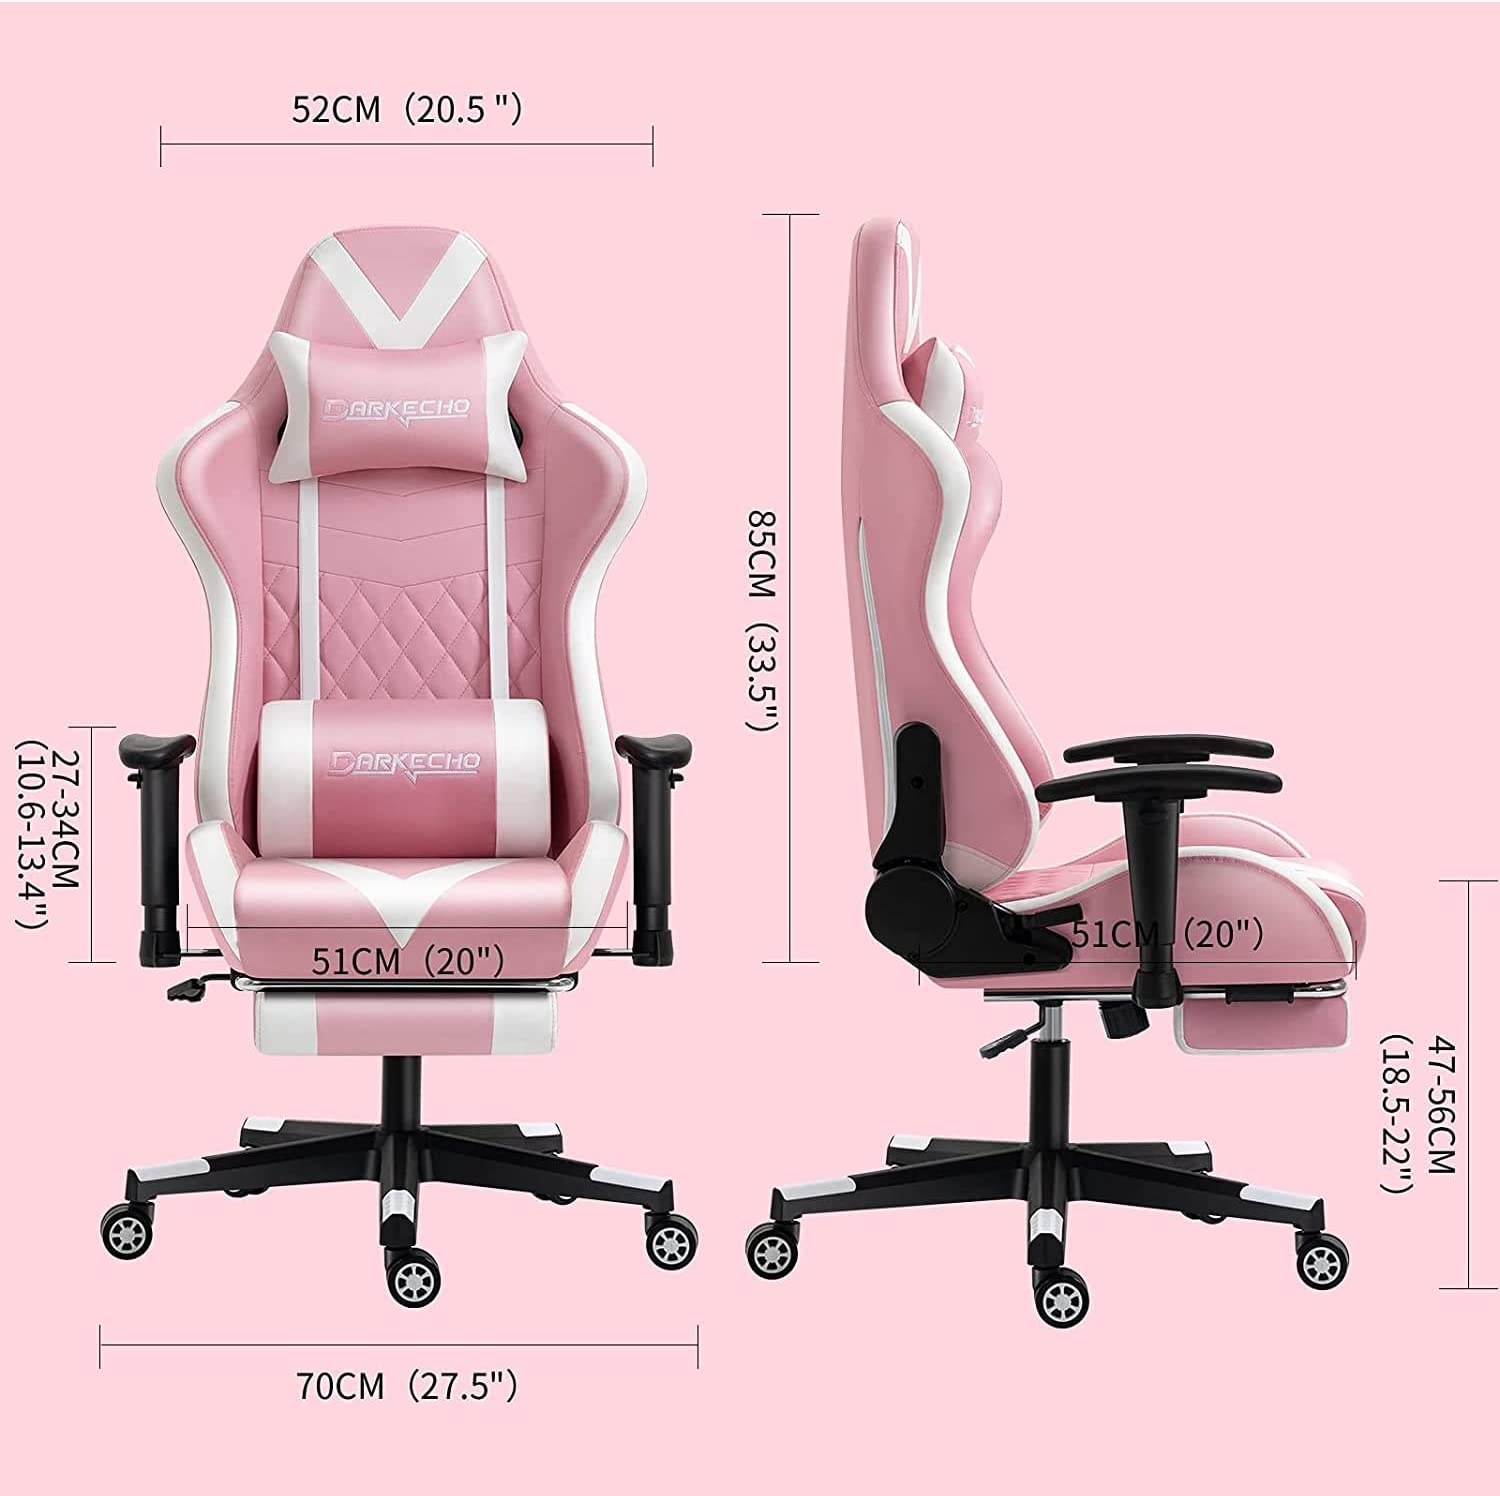 52CM（20.5 "）
DARKECHO
DARKECHO
27-34CM
（10.6-13.4"）
51CM（20"）
70CM（27.5"）
85CM（33.5"）
51CM（20"）
47-56CM
（18.5-22"）